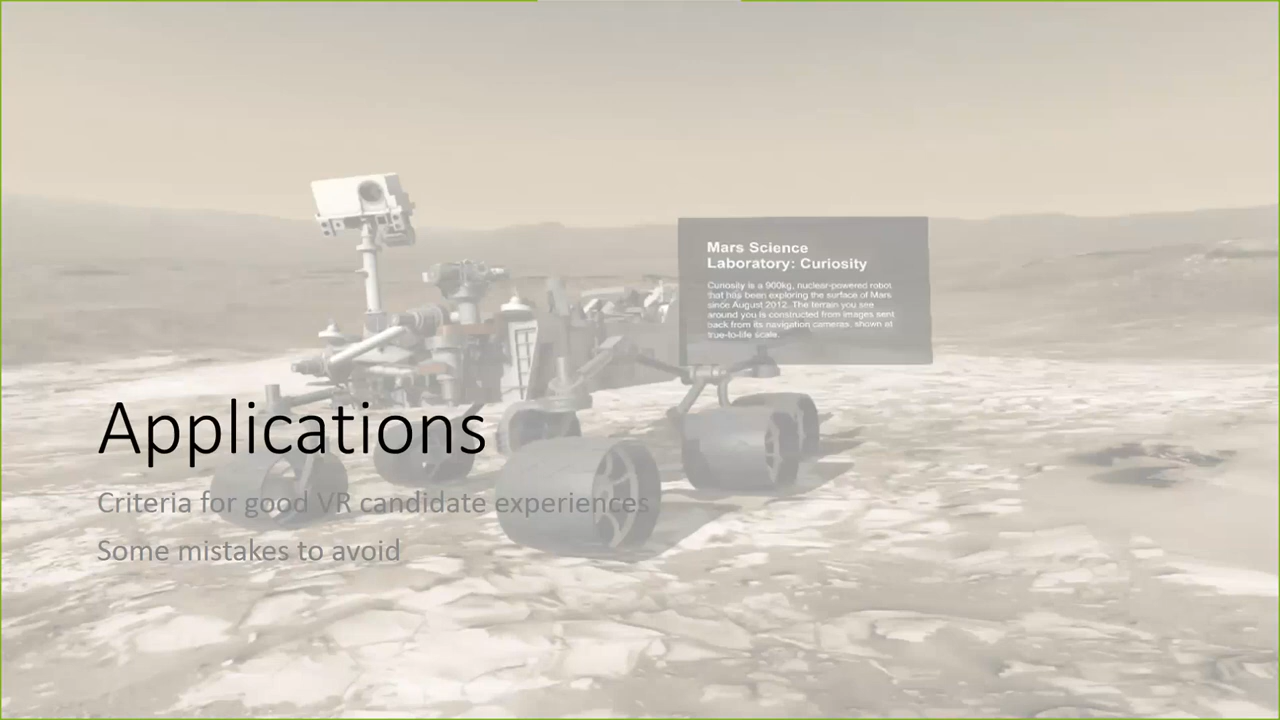 Mars Science
Laboratory: Curiosity
Curiosity is a 900kg, nuclear-powered robot
that has been exploring the surface of Mars
since August 2012. The terrain you see
around you is constructed from images sent
back from its navigation cameras, shown at
true-to-life scale.
Applications
Criteria for good VR candidate experiences
Some mistakes to avoid